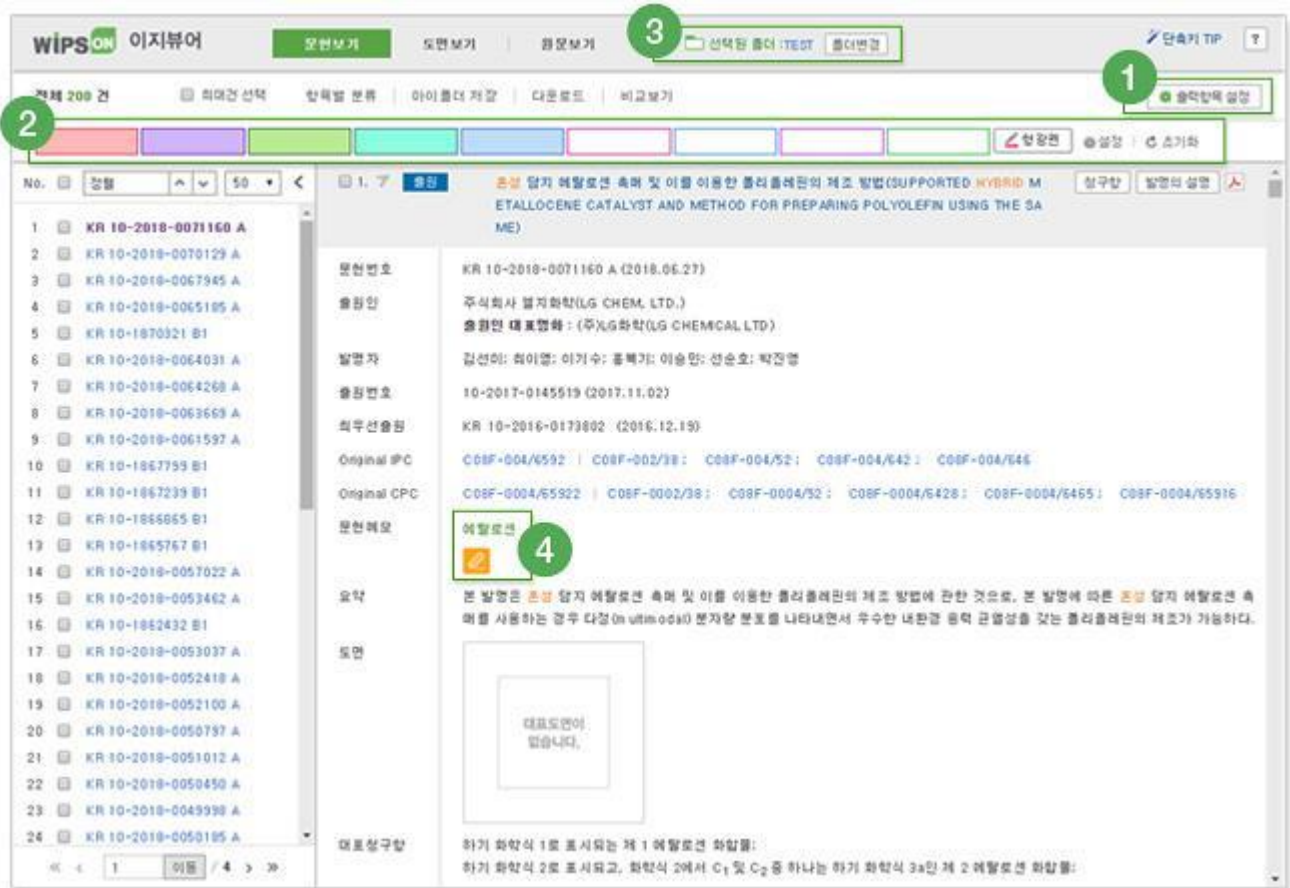 WIPS ON 이지뷰어
문헌보기 도면보기 원문보기
3
선택된 폴더 :TEST 폴더변경
단축키 TIP ?
1
전체 200 건 최대건 선택 항목별 분류 마이폴더 저장 다운로드 비교보기
출력항목 설정
2
형광펜 설정 초기화
No. 정렬 50
1 KR 10-2018-0071160 A
2 KR 10-2018-0070129 A
3 KR 10-2018-0067945 A
4 KR 10-2018-0065185 A
5 KR 10-1870321 B1
6 KR 10-2018-0064031 A
7 KR 10-2018-0064268 A
8 KR 10-2018-0063669 A
9 KR 10-2018-0061597 A
10 KR 10-1867799 B1
11 KR 10-1867239 B1
12 KR 10-1866865 B1
13 KR 10-1865767 B1
14 KR 10-2018-0057022 A
15 KR 10-2018-0053462 A
16 KR 10-1862432 B1
17 KR 10-2018-0053037 A
18 KR 10-2018-0052418 A
19 KR 10-2018-0052100 A
20 KR 10-2018-0050797 A
21 KR 10-2018-0051012 A
22 KR 10-2018-0050450 A
23 KR 10-2018-0049998 A
24 KR 10-2018-0050185 A
1 이동 / 4
1. 출원 혼성 담지 메탈로센 촉매 및 이를 이용한 폴리올레핀의 제조 방법(SUPPORTED HYBRID M
ETALLOCENE CATALYST AND METHOD FOR PREPARING POLYOLEFIN USING THE SA
ME)
청구항 발명의 설명
문헌번호 KR 10-2018-0071160 A (2018.06.27)
출원인 주식회사 엘지화학(LG CHEM, LTD.)
출원인 대표명화 : (주)LG화학(LG CHEMICAL LTD)
발명자 김선미; 최이영; 이기수; 홍복기; 이승민; 선순호; 박진영
출원번호 10-2017-0145519 (2017.11.02)
최우선출원 KR 10-2016-0173802 (2016.12.19)
Original IPC C08F-004/6592 | C08F-002/38; C08F-004/52; C08F-004/642; C08F-004/646
Original CPC C08F-0004/65922 | C08F-0002/38; C08F-0004/52; C08F-0004/6428; C08F-0004/6465; C08F-0004/65916
문헌메모 메탈로센
4
요약 본 발명은 혼성 담지 메탈로센 촉매 및 이를 이용한 폴리올레핀의 제조 방법에 관한 것으로, 본 발명에 따른 혼성 담지 메탈로센 촉
매를 사용하는 경우 다정(multimodal) 분자량 분포를 나타내면서 우수한 내환경 응력 균열성을 갖는 폴리올레핀의 제조가 가능하다.
도면
대표도면이
없습니다.
대표청구항 하기 화학식 1로 표시되는 제 1 메탈로센 화합물;
하기 화학식 2로 표시되고, 화학식 2에서 C1 및 C2 중 하나는 하기 화학식 3a인 제 2 메탈로센 화합물;